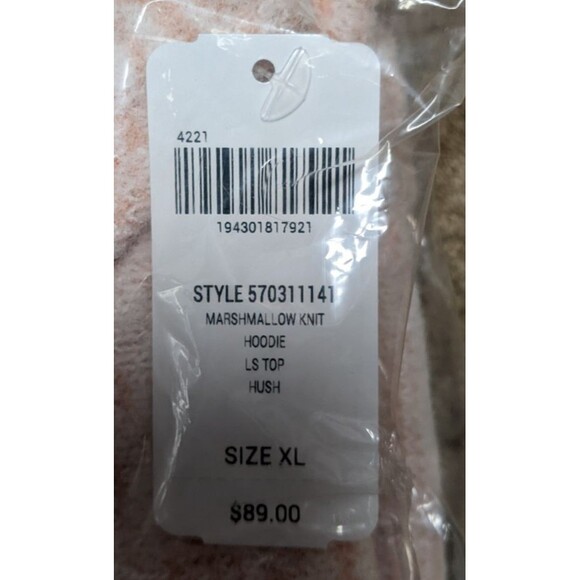 4221
194301817921
STYLE 570311141
MARSHMALLOW KNIT
HOODIE
LS TOP
HUSH
SIZE XL
$89.00